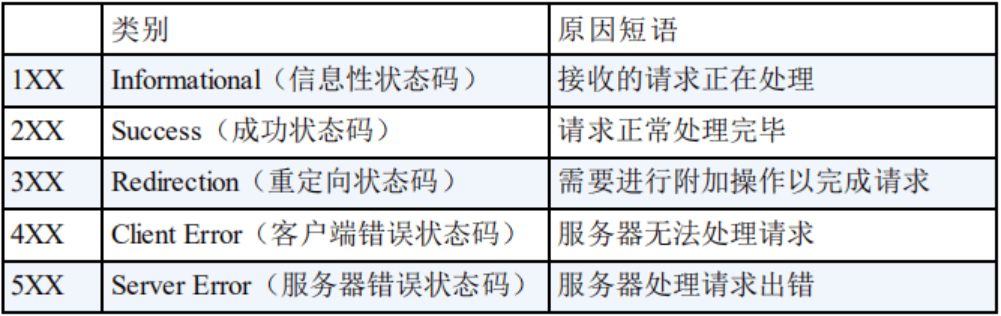 类别 原因短语
1XX Informational（信息性状态码） 接收的请求正在处理
2XX Success（成功状态码） 请求正常处理完毕
3XX Redirection（重定向状态码） 需要进行附加操作以完成请求
4XX Client Error（客户端错误状态码） 服务器无法处理请求
5XX Server Error（服务器错误状态码） 服务器处理请求出错